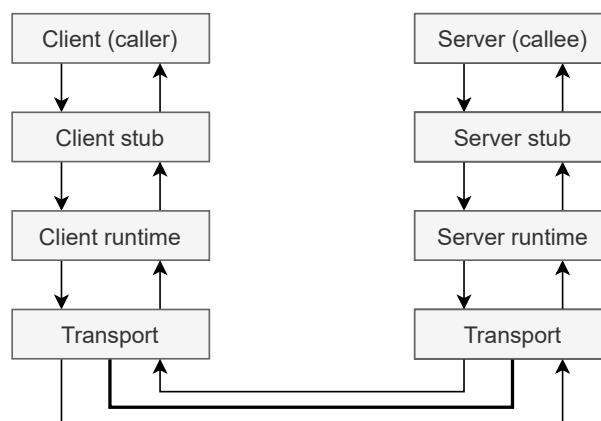 Client (caller)
Server (callee)
Client stub
Server stub
Client runtime
Server runtime
Transport
Transport